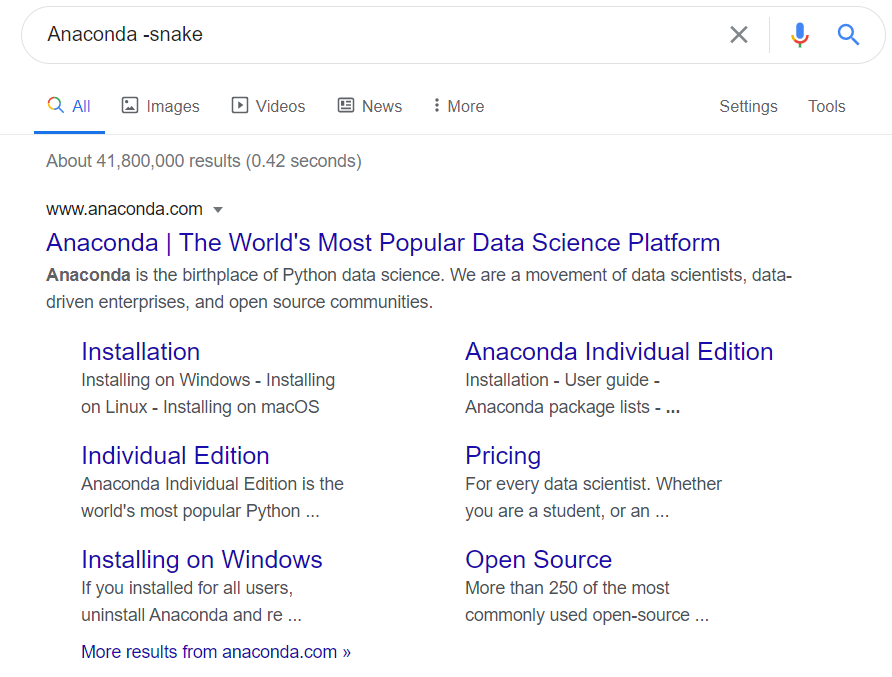 Anaconda -snake
All Images Videos News More Settings Tools
About 41,800,000 results (0.42 seconds)
www.anaconda.com
Anaconda | The World's Most Popular Data Science Platform
Anaconda is the birthplace of Python data science. We are a movement of data scientists, data-
driven enterprises, and open source communities.
Installation
Installing on Windows - Installing
on Linux - Installing on macOS
Anaconda Individual Edition
Installation - User guide -
Anaconda package lists - ...
Individual Edition
Anaconda Individual Edition is the
world's most popular Python ...
Pricing
For every data scientist. Whether
you are a student, or an ...
Installing on Windows
If you installed for all users,
uninstall Anaconda and re ...
Open Source
More than 250 of the most
commonly used open-source ...
More results from anaconda.com »